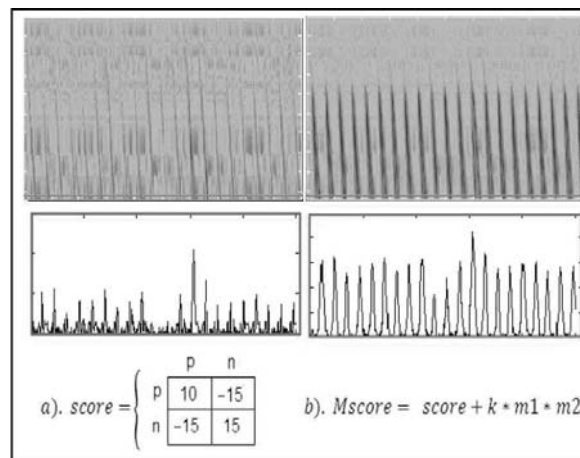 p n
a). score = { p 10 −15
n −15 15
b). Mscore = score + k * m1 * m2